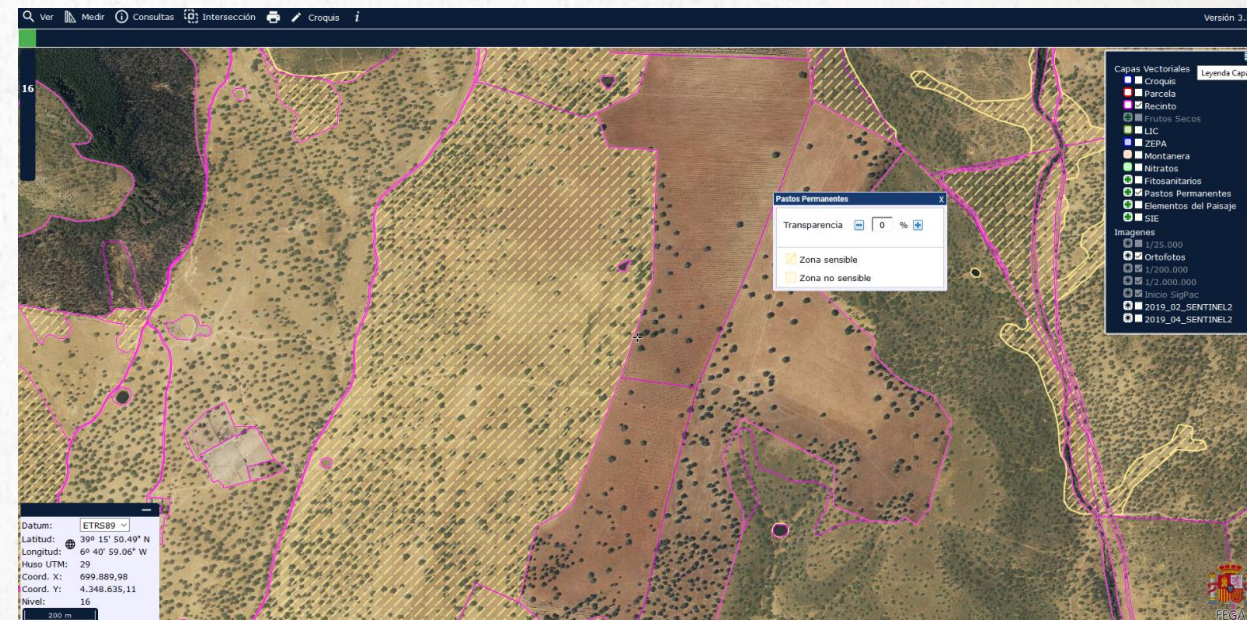 Ver Medir Consultas Intersección Croquis i
Versión 3.
16
Capas Vectoriales
Leyenda Capa
Croquis
Parcela
Recinto
Frutos Secos
LIC
ZEPA
Montanera
Nitratos
Fitosanitarios
Pastos Permanentes
Elementos del Paisaje
SIE
Imagenes
1/25.000
Ortofotos
1/200.000
1/2.000.000
Inicio SigPac
2019_02_SENTINEL2
2019_04_SENTINEL2
Pastos Permanentes X
Transparencia 0 %
Zona sensible
Zona no sensible
Datum: ETRS89
Latitud: 39º 15' 50.49" N
Longitud: 6º 40' 59.06" W
Huso UTM: 29
Coord. X: 699.889,98
Coord. Y: 4.348.635,11
Nivel: 16
200 m
FEGA